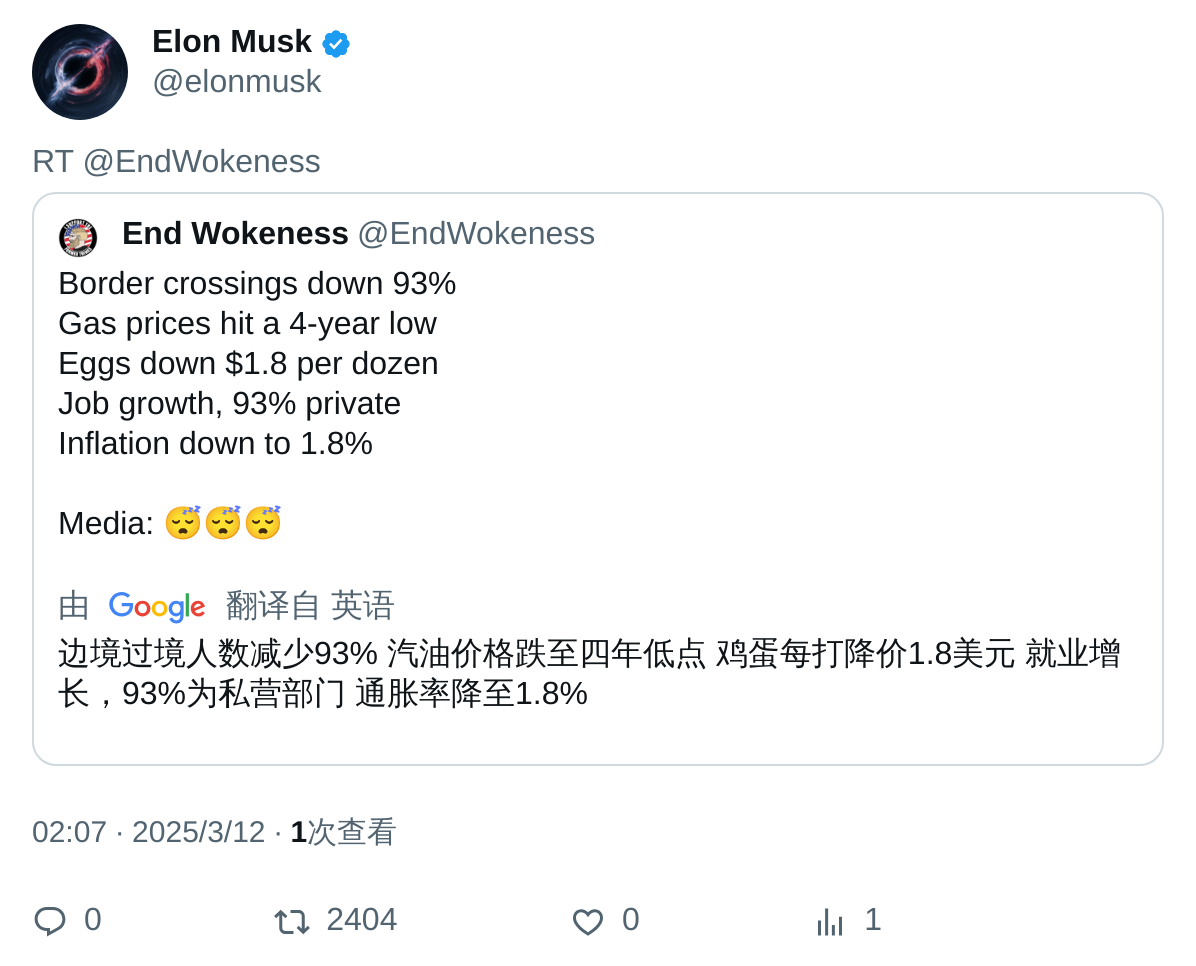 Elon Musk
@elonmusk
RT @EndWokeness
End Wokeness @EndWokeness
Border crossings down 93%
Gas prices hit a 4-year low
Eggs down $1.8 per dozen
Job growth, 93% private
Inflation down to 1.8%
Media: 😴😴😴
由 Google 翻译自 英语
边境过境人数减少93% 汽油价格跌至四年低点 鸡蛋每打降价1.8美元 就业增
长，93%为私营部门 通胀率降至1.8%
02:07 · 2025/3/12 · 1次查看
0 2404 0 1